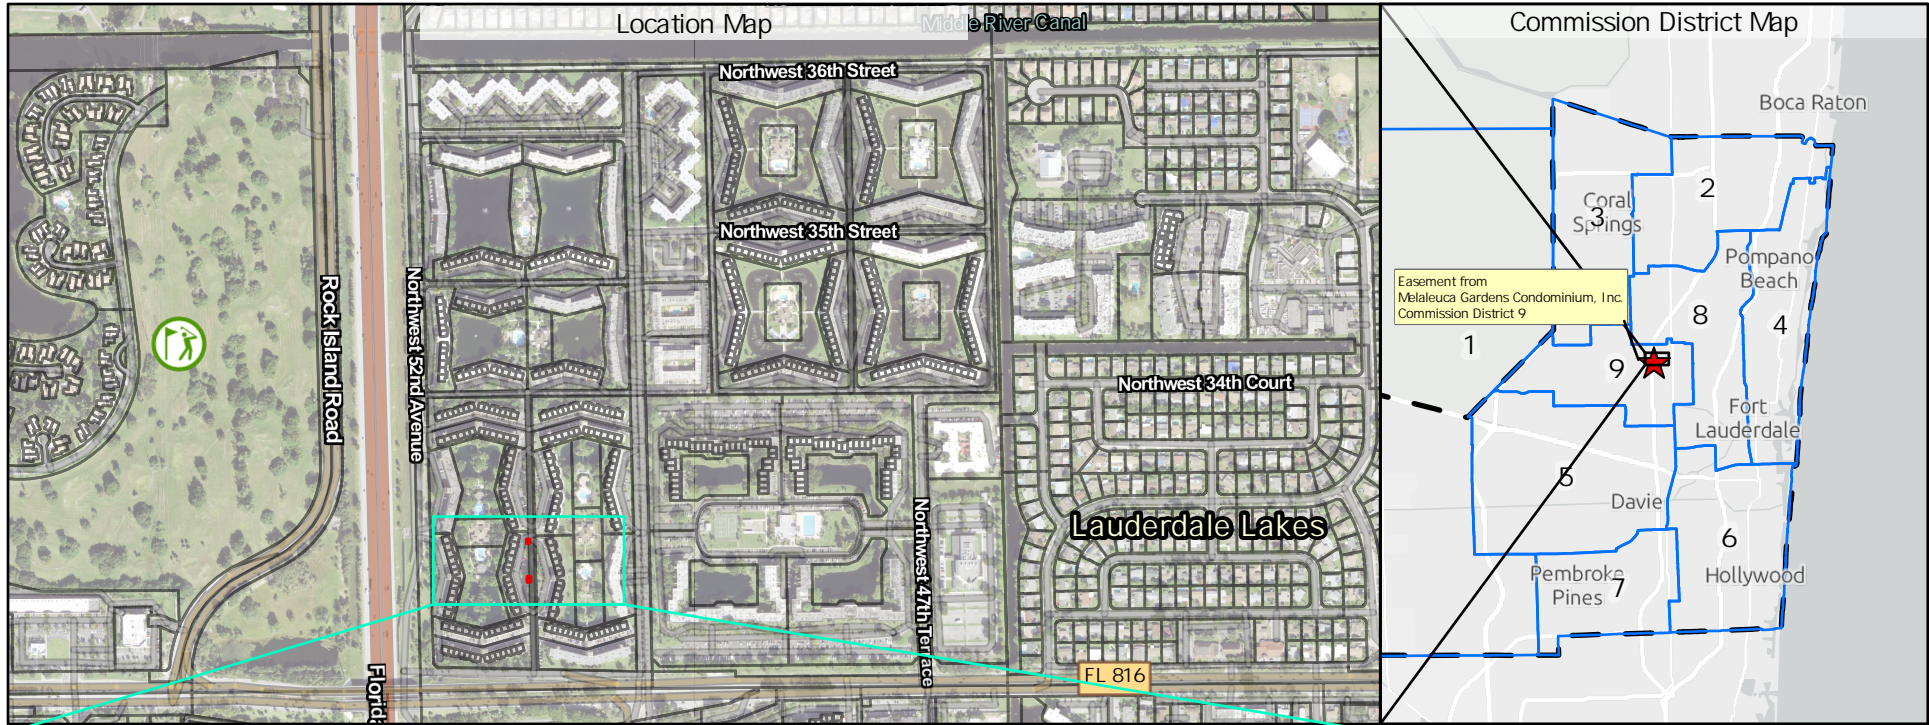 Location Map
Middle River Canal
Northwest 36th Street
Northwest 35th Street
Rock Island Road
Northwest 52nd Avenue
Northwest 34th Court
Lauderdale Lakes
Northwest 47th Terrace
FL 816
Commission District Map
Boca Raton
2
Coral
Springs
3
Pompano
Beach
Easement from
Melaleuca Gardens Condominium, Inc.
Commission District 9
8
4
1
9
Fort
Lauderdale
5
Davie
6
Pembroke
Pines
7
Hollywood